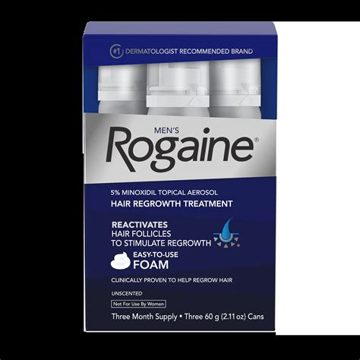 #1 DERMATOLOGIST RECOMMENDED BRAND
MEN'S
Rogaine®
5% MINOXIDIL TOPICAL AEROSOL
HAIR REGROWTH TREATMENT
REACTIVATES
HAIR FOLLICLES
TO STIMULATE REGROWTH
EASY-TO-USE
FOAM
CLINICALLY PROVEN TO HELP REGROW HAIR
UNSCENTED
Not For Use By Women
Three Month Supply • Three 60 g (2.11 oz) Cans